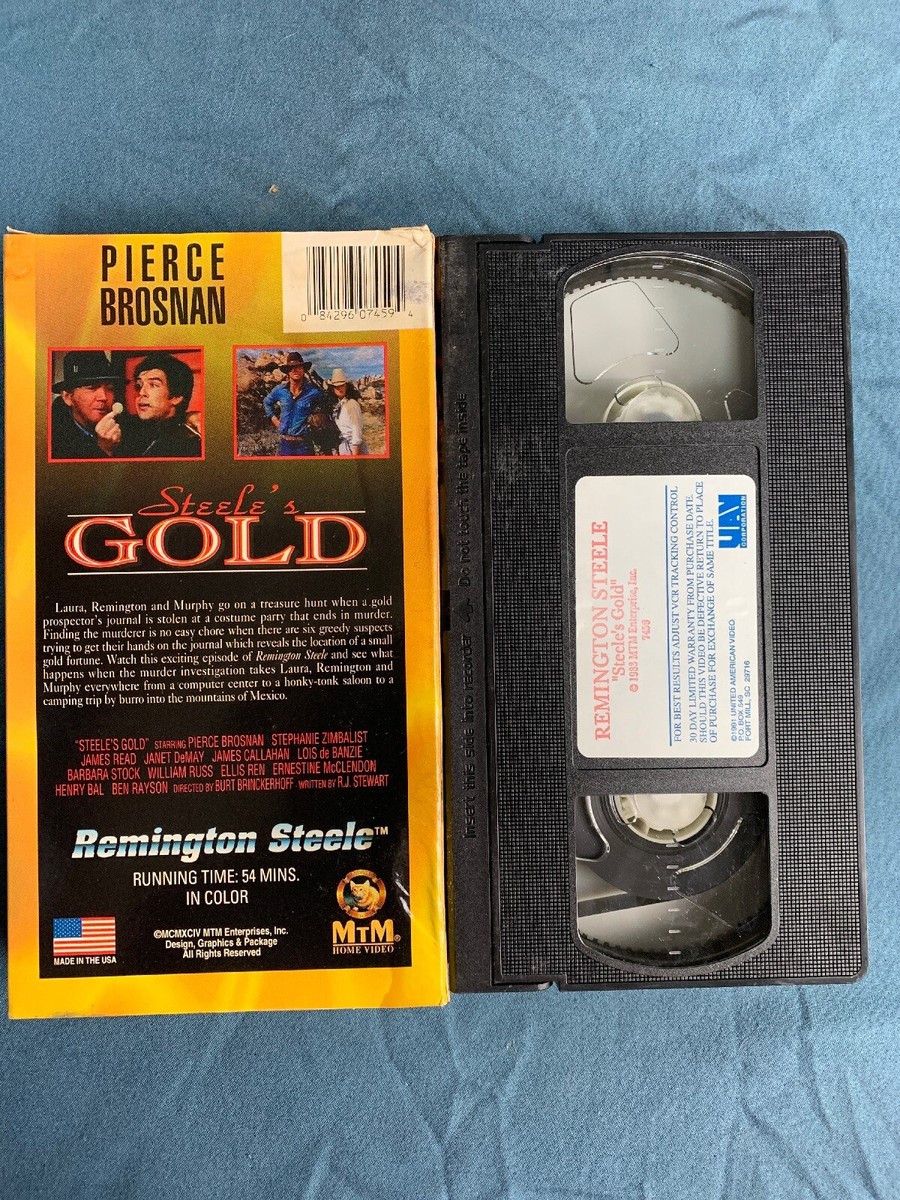 PIERCE
BROSNAN
0 84296 07459 4
Steele's
GOLD
Laura, Remington and Murphy go on a treasure hunt when a gold
prospector's journal is stolen at a costume party that ends in murder.
Finding the murderer is no easy chore when there are six greedy suspects
trying to get their hands on the journal which reveals the location of a small
gold fortune. Watch this exciting episode of Remington Steele and see what
happens when the murder investigation takes Laura, Remington and
Murphy everywhere from a computer center to a honky-tonk saloon to a
camping trip by burro into the mountains of Mexico.
"STEELE'S GOLD" STARRING PIERCE BROSNAN STEPHANIE ZIMBALIST
JAMES READ JANET DeMAY JAMES CALLAHAN LOIS de BANZIE
BARBARA STOCK WILLIAM RUSS ELLIS REN ERNESTINE McCLENDON
HENRY BAL BEN RAYSON DIRECTED BY BURT BRINCKERHOFF WRITTEN BY R.J. STEWART
Remington Steele™
RUNNING TIME: 54 MINS.
IN COLOR
©MCMXCIV MTM Enterprises, Inc.
Design, Graphics & Package
All Rights Reserved
MADE IN THE USA
MTM®
HOME VIDEO
Insert this side into recorder Do not touch the tape inside
REMINGTON STEELE
"Steele's Gold"
© 1983 MTM Enterprise, Inc.
7459
FOR BEST RESULTS ADJUST VCR TRACKING CONTROL
30 DAY LIMITED WARRANTY FROM PURCHASE DATE.
SHOULD THIS VIDEO BE DEFECTIVE RETURN TO PLACE
OF PURCHASE FOR EXCHANGE OF SAME TITLE.
©1991 UNITED AMERICAN VIDEO
P.O. BOX 549
FORT MILL, SC 29716
UAV
CORPORATION